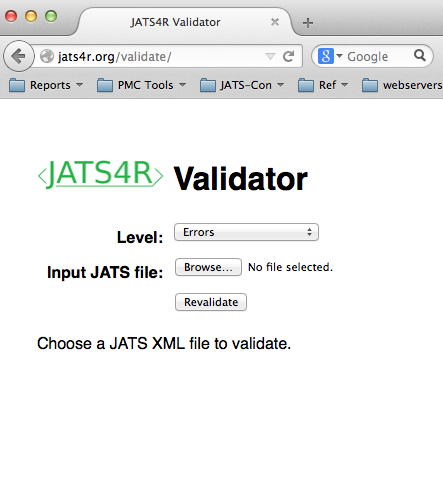 JATS4R Validator
jats4r.org/validate/
Google
Reports
PMC Tools
JATS-Con
Ref
webservers
JATS4R Validator
Level: Errors
Input JATS file: Browse... No file selected.
Revalidate
Choose a JATS XML file to validate.